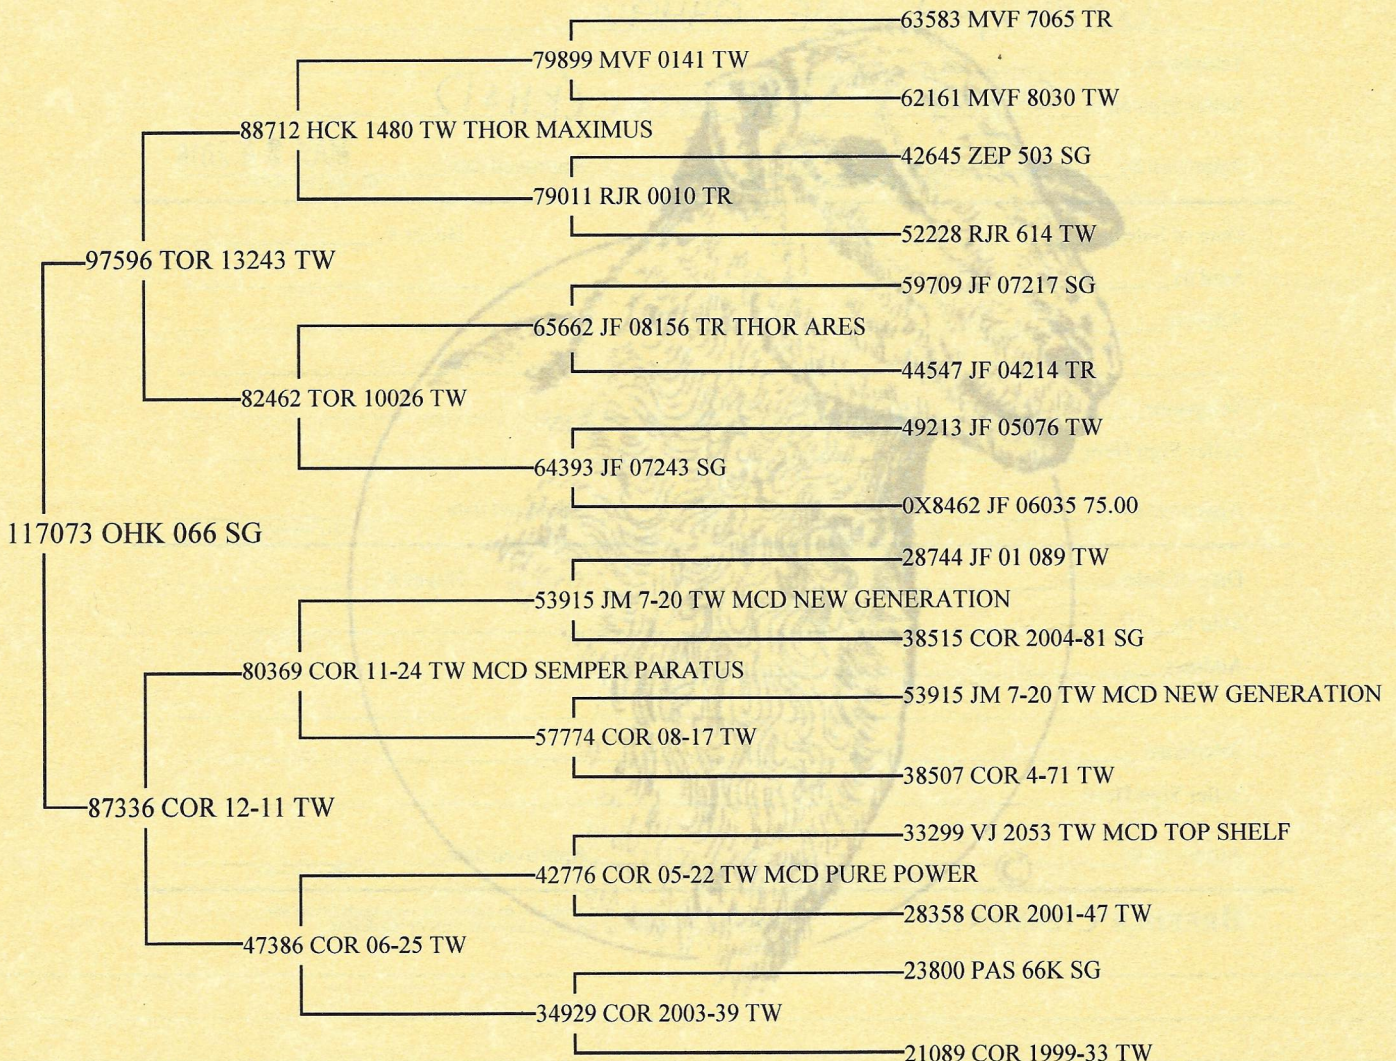 63583 MVF 7065 TR
79899 MVF 0141 TW
62161 MVF 8030 TW
88712 HCK 1480 TW THOR MAXIMUS
42645 ZEP 503 SG
79011 RJR 0010 TR
52228 RJR 614 TW
97596 TOR 13243 TW
59709 JF 07217 SG
65662 JF 08156 TR THOR ARES
44547 JF 04214 TR
82462 TOR 10026 TW
49213 JF 05076 TW
64393 JF 07243 SG
0X8462 JF 06035 75.00
117073 OHK 066 SG
28744 JF 01 089 TW
53915 JM 7-20 TW MCD NEW GENERATION
38515 COR 2004-81 SG
80369 COR 11-24 TW MCD SEMPER PARATUS
53915 JM 7-20 TW MCD NEW GENERATION
57774 COR 08-17 TW
38507 COR 4-71 TW
87336 COR 12-11 TW
33299 VJ 2053 TW MCD TOP SHELF
42776 COR 05-22 TW MCD PURE POWER
28358 COR 2001-47 TW
47386 COR 06-25 TW
23800 PAS 66K SG
34929 COR 2003-39 TW
21089 COR 1999-33 TW
©